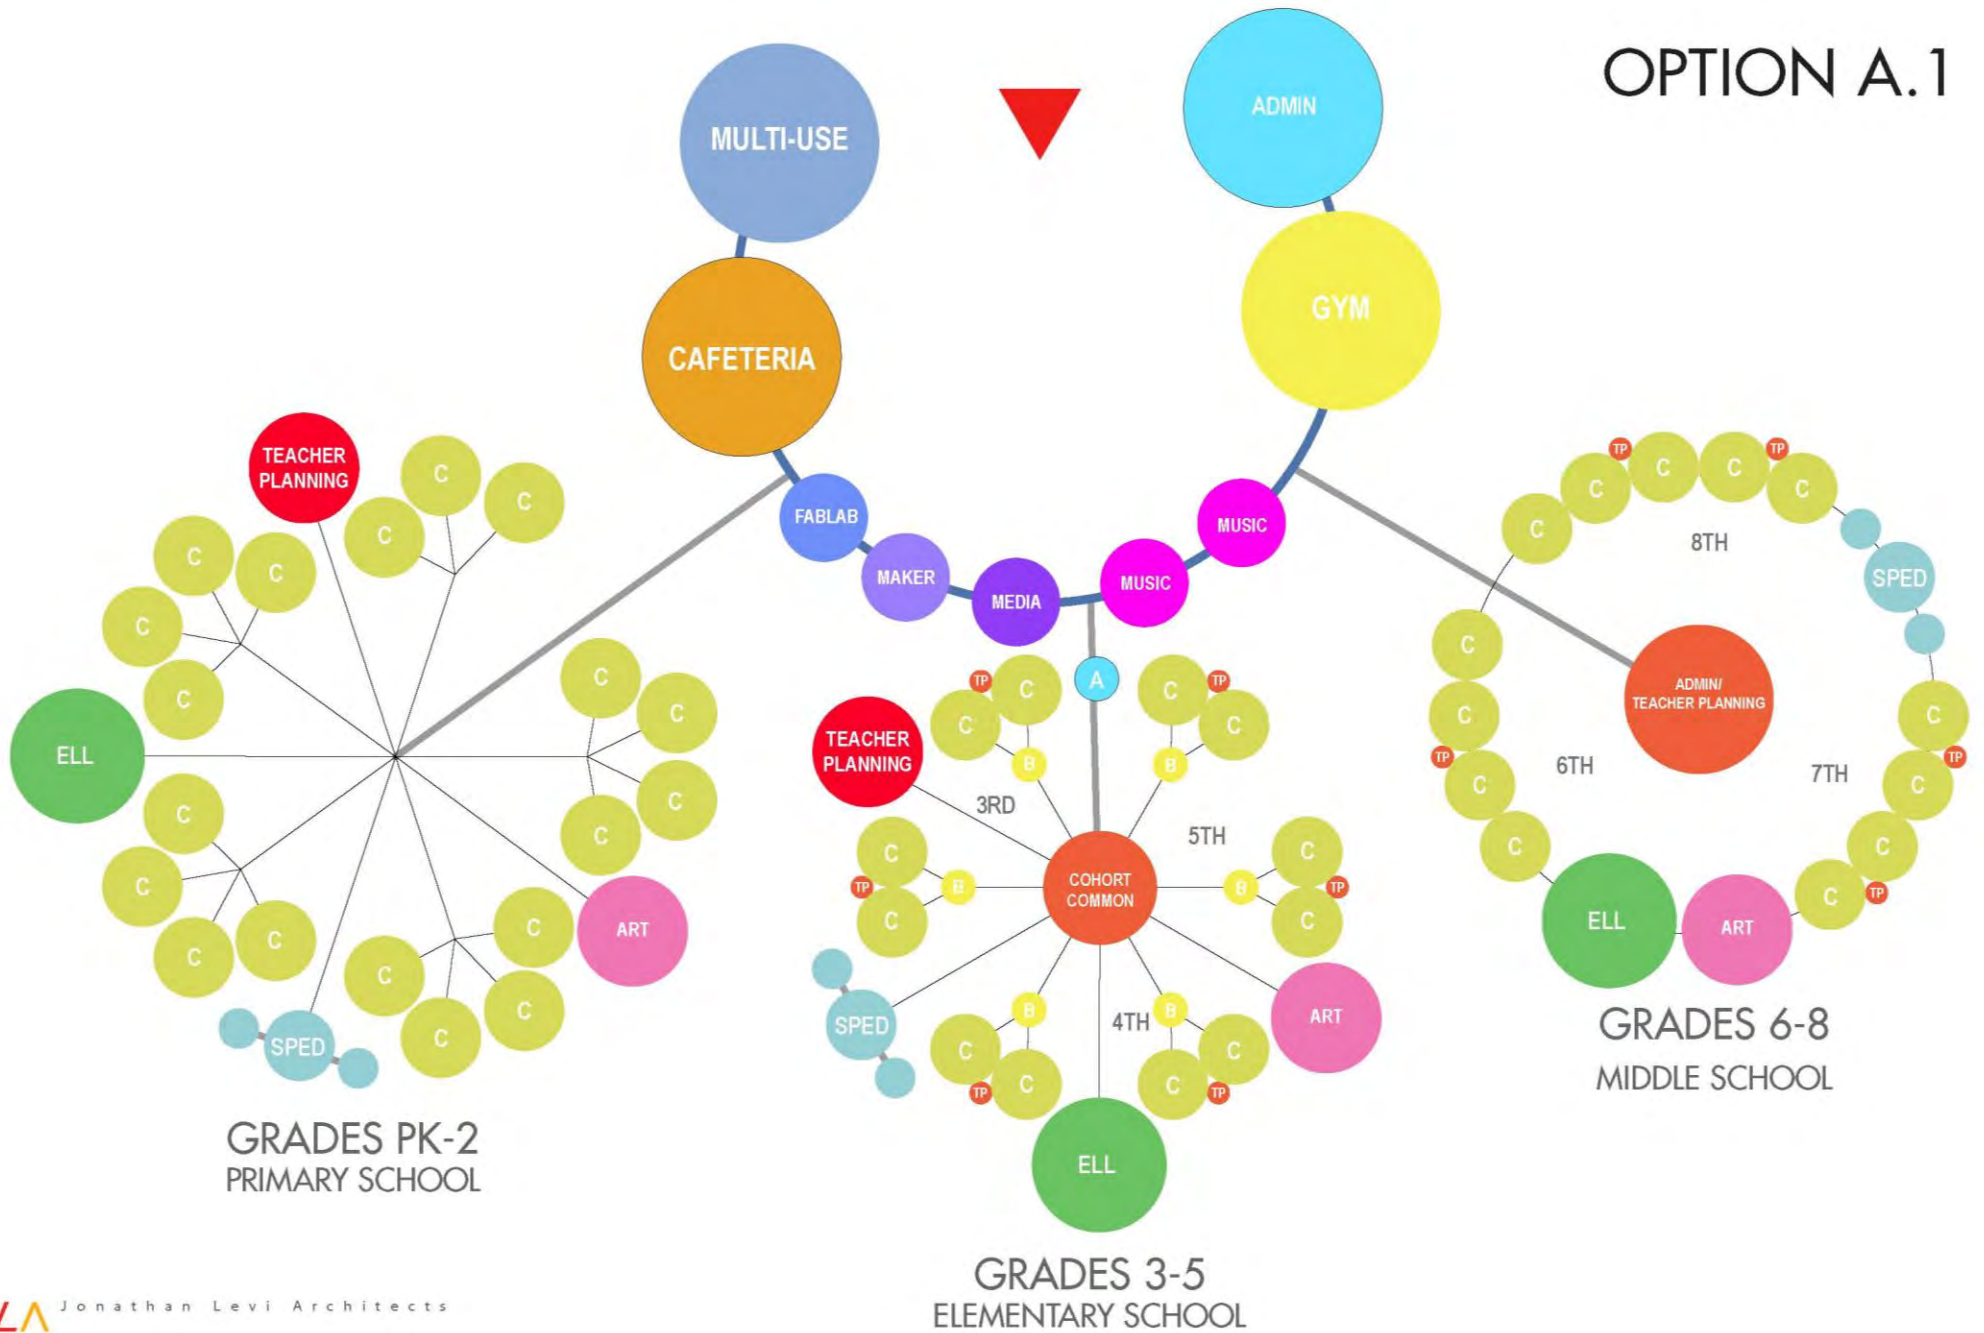 OPTION A.1
MULTI-USE
ADMIN
CAFETERIA
GYM
FABLAB
MAKER
MEDIA
MUSIC
MUSIC
TEACHER
PLANNING
C
C
C
C
C
C
C
ELL
C
C
C
C
C
C
C
C
ART
C
C
C
C
SPED
GRADES PK-2
PRIMARY SCHOOL
A
TP
C
C
B
C
TP
C
B
TEACHER
PLANNING
3RD
5TH
COHORT
COMMON
C
TP
C
B
B
C
TP
C
SPED
B
C
C
TP
4TH
B
C
C
TP
ART
ELL
GRADES 3-5
ELEMENTARY SCHOOL
C
C
TP
C
C
TP
C
8TH
SPED
C
C
TP
C
C
6TH
ADMIN/
TEACHER PLANNING
7TH
C
TP
C
C
TP
C
ELL
ART
GRADES 6-8
MIDDLE SCHOOL
LA
Jonathan Levi Architects